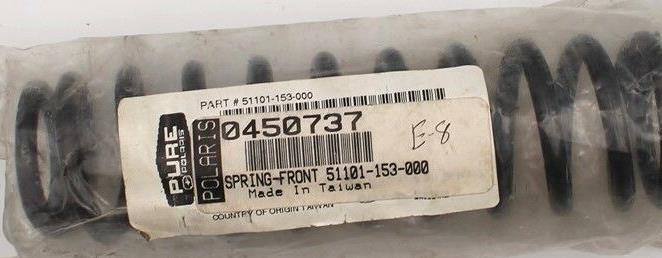 PART # 51101-153-000
PURE
POLARIS
POLARIS
0450737
E-8
SPRING-FRONT 51101-153-000
Made In Taiwan
COUNTRY OF ORIGIN TAIWAN